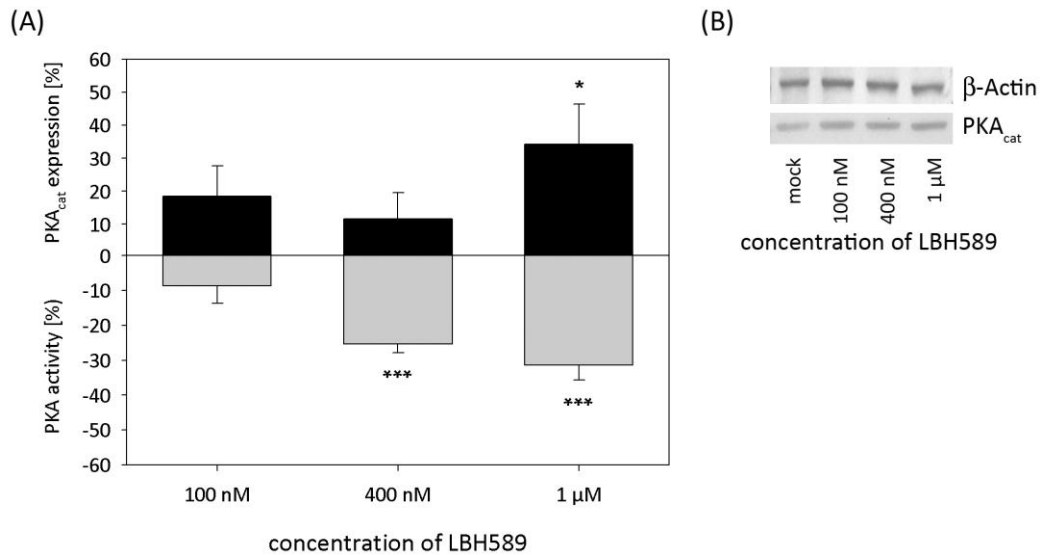 (A)
PKAcat expression [%]
PKA activity [%]
60
50
40
30
20
10
0
-10
-20
-30
-40
-50
-60
*
***
***
100 nM
400 nM
1 µM
concentration of LBH589
(B)
β-Actin
PKAcat
mock
100 nM
400 nM
1 µM
concentration of LBH589